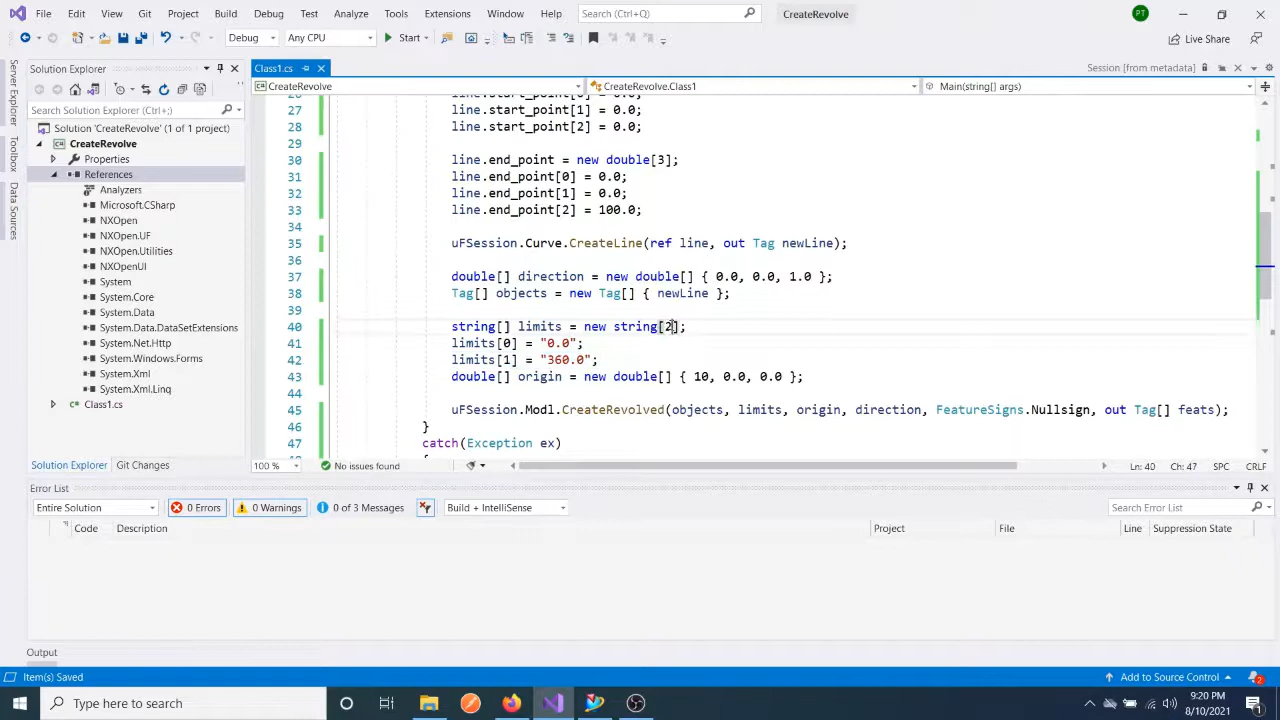 File Edit View Git Project Build Debug Test Analyze Tools Extensions Window Help Search (Ctrl+Q) CreateRevolve PT
Debug Any CPU Start Live Share
Solution Explorer Class1.cs Session [from metadata]
CreateRevolve CreateRevolve.Class1 Main(string[] args)
Search Solution Explorer (Ctrl+;)
Solution 'CreateRevolve' (1 of 1 project)
CreateRevolve
Properties
References
Analyzers
Microsoft.CSharp
NXOpen
NXOpen.UF
NXOpen.Utilities
NXOpenUI
System
System.Core
System.Data
System.Data.DataSetExtensions
System.Net.Http
System.Windows.Forms
System.Xml
System.Xml.Linq
Class1.cs
Solution Explorer Git Changes
Toolbox
Data Sources
27 line.start_point[1] = 0.0;
28 line.start_point[2] = 0.0;
29
30 line.end_point = new double[3];
31 line.end_point[0] = 0.0;
32 line.end_point[1] = 0.0;
33 line.end_point[2] = 100.0;
34
35 uFSession.Curve.CreateLine(ref line, out Tag newLine);
36
37 double[] direction = new double[] { 0.0, 0.0, 1.0 };
38 Tag[] objects = new Tag[] { newLine };
39
40 string[] limits = new string[2];
41 limits[0] = "0.0";
42 limits[1] = "360.0";
43 double[] origin = new double[] { 10, 0.0, 0.0 };
44
45 uFSession.Modl.CreateRevolved(objects, limits, origin, direction, FeatureSigns.Nullsign, out Tag[] feats);
46 }
47 catch(Exception ex)
100 % No issues found Ln: 40 Ch: 47 SPC CRLF
Error List
Entire Solution 0 Errors 0 Warnings 0 of 3 Messages Build + IntelliSense Search Error List
Code Description Project File Line Suppression State
Output
Item(s) Saved Add to Source Control 2
Type here to search 9:20 PM
8/10/2021